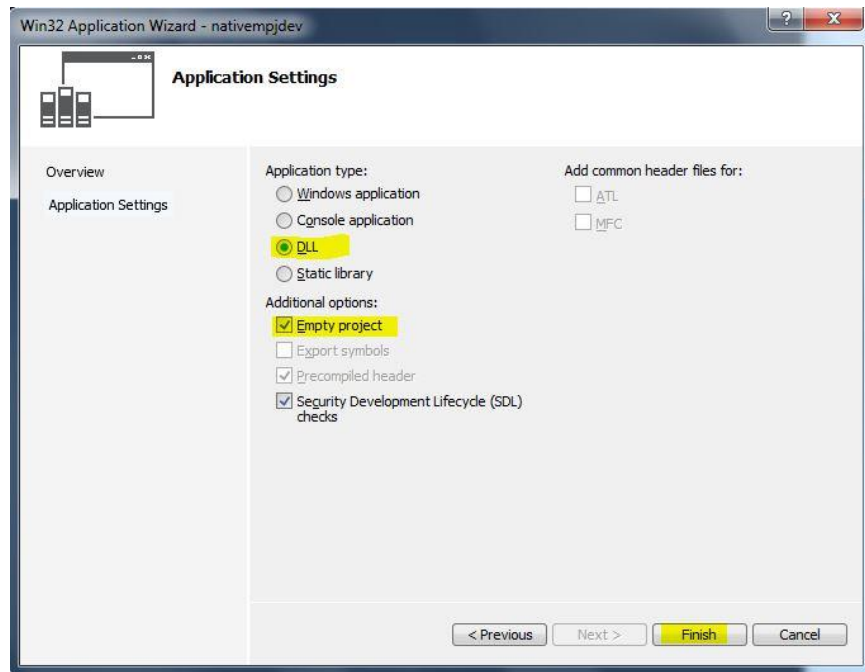 Win32 Application Wizard - nativempjdev
Application Settings
Overview
Application Settings
Application type:
Windows application
Console application
DLL
Static library
Additional options:
Empty project
Export symbols
Precompiled header
Security Development Lifecycle (SDL)
checks
Add common header files for:
ATL
MFC
< Previous
Next >
Finish
Cancel